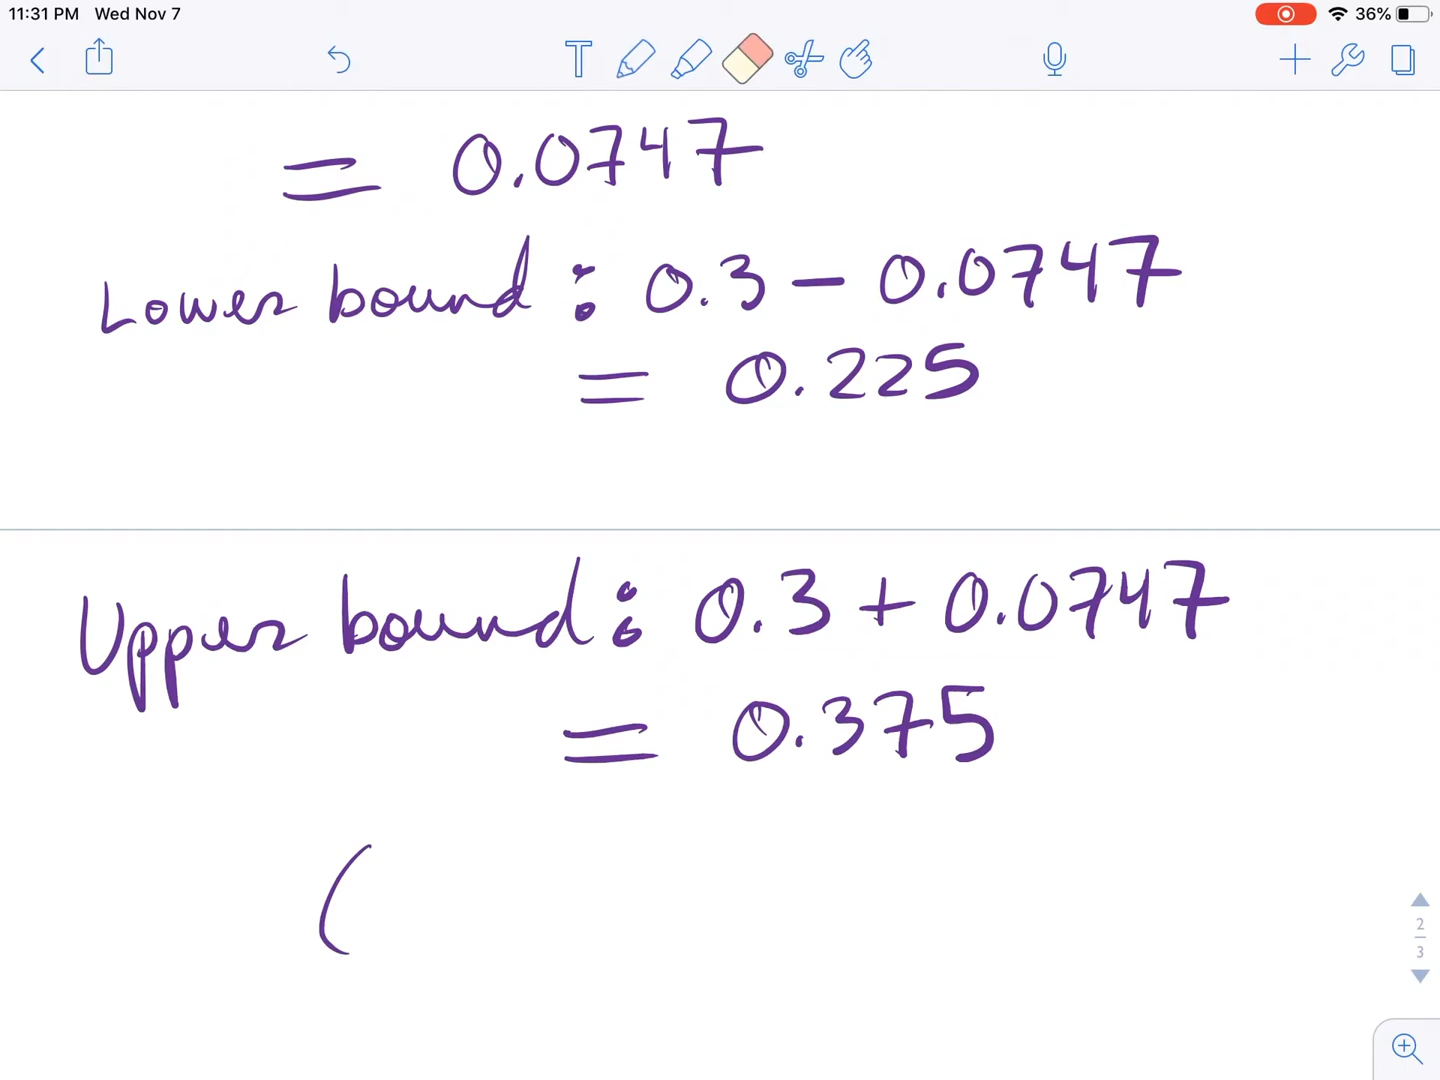 11:31 PM Wed Nov 7 36%
T
= 0.0747
Lower bound : 0.3 - 0.0747
= 0.225
Upper bound : 0.3 + 0.0747
= 0.375
(
2
3